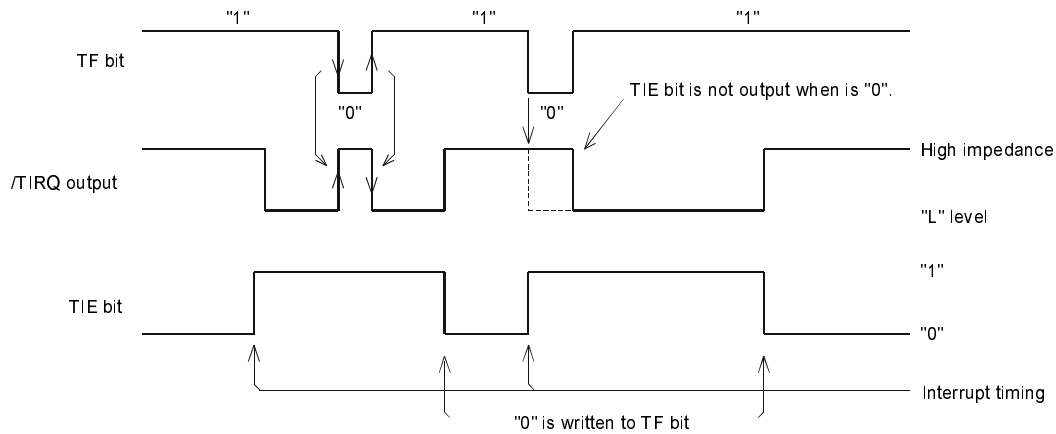 "1"
"1"
"1"
TF bit
"0"
"0"
TIE bit is not output when is "0".
High impedance
/TIRQ output
"L" level
"1"
TIE bit
"0"
Interrupt timing
"0" is written to TF bit